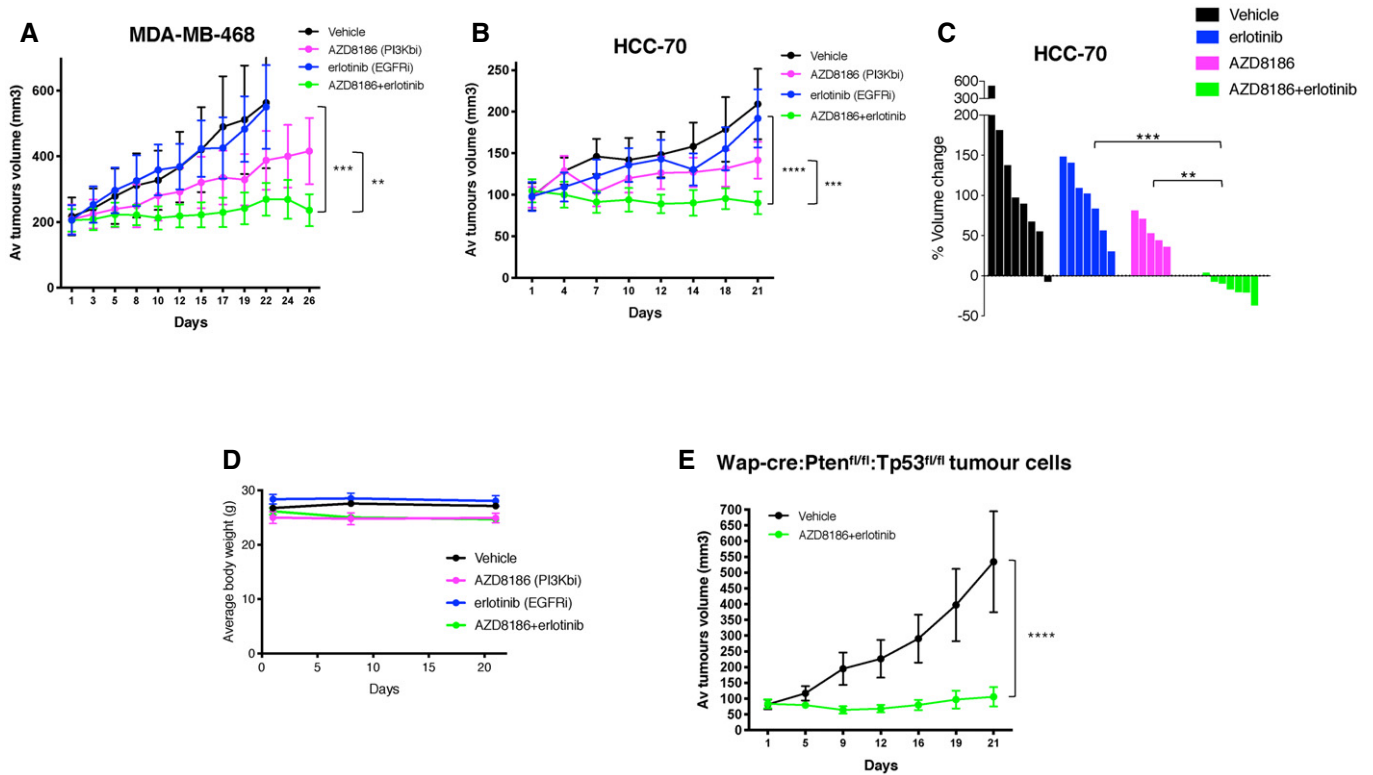 A
MDA-MB-468
Vehicle
AZD8186 (PI3Kbi)
erlotinib (EGFRi)
AZD8186+erlotinib
Av tumours volume (mm3)
600
400
200
0
1 3 5 8 10 12 15 17 19 22 24 26
Days
***
**
B
HCC-70
Vehicle
AZD8186 (PI3Kbi)
erlotinib (EGFRi)
AZD8186+erlotinib
Av tumours volume (mm3)
250
200
150
100
50
0
1 4 7 10 12 14 18 21
Days
****
***
C
HCC-70
Vehicle
erlotinib
AZD8186
AZD8186+erlotinib
% Volume change
600
300
200
150
100
50
0
-50
***
**
D
Average body weight (g)
30
20
10
0
0 5 10 15 20
Days
Vehicle
AZD8186 (PI3Kbi)
erlotinib (EGFRi)
AZD8186+erlotinib
E
Wap-cre:Ptenfl/fl:Tp53fl/fl tumour cells
Vehicle
AZD8186+erlotinib
Av tumours volume (mm3)
700
650
600
550
500
450
400
350
300
250
200
150
100
50
0
1 5 9 12 16 19 21
Days
****